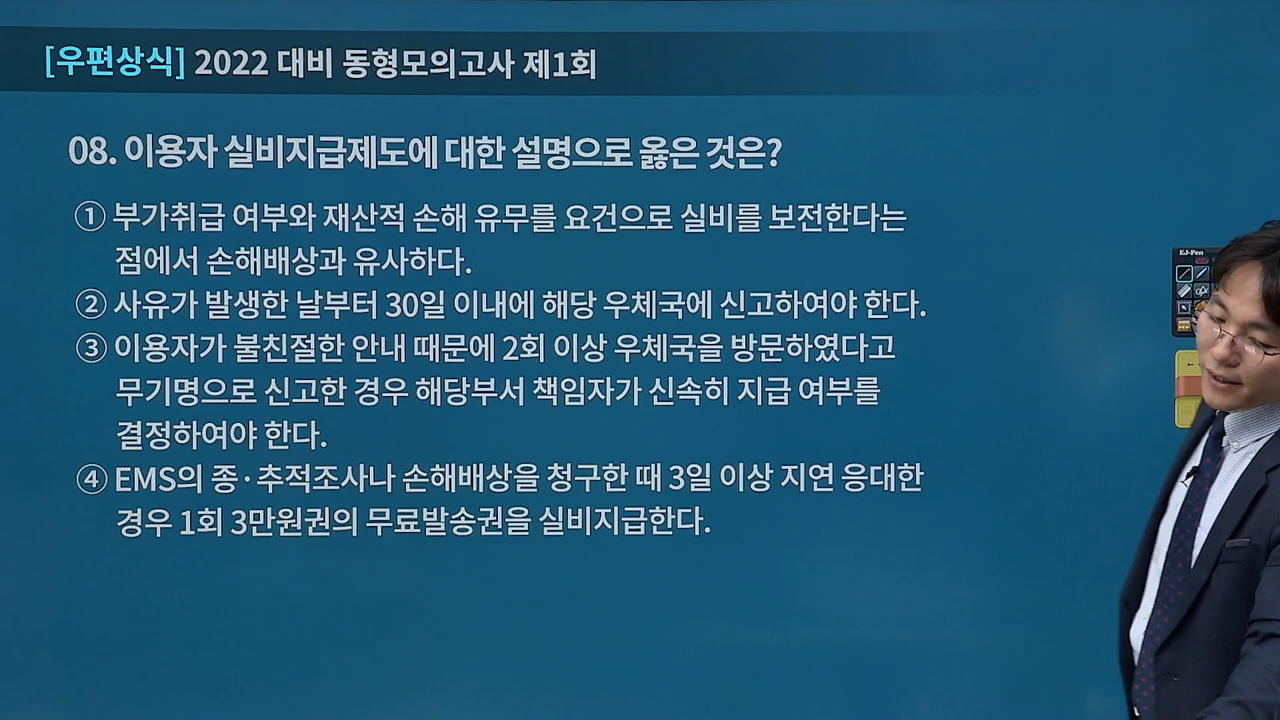 [우편상식] 2022 대비 동형모의고사 제1회
08. 이용자 실비지급제도에 대한 설명으로 옳은 것은?
① 부가취급 여부와 재산적 손해 유무를 요건으로 실비를 보전한다는
점에서 손해배상과 유사하다.
② 사유가 발생한 날부터 30일 이내에 해당 우체국에 신고하여야 한다.
③ 이용자가 불친절한 안내 때문에 2회 이상 우체국을 방문하였다고
무기명으로 신고한 경우 해당부서 책임자가 신속히 지급 여부를
결정하여야 한다.
④ EMS의 종·추적조사나 손해배상을 청구한 때 3일 이상 지연 응대한
경우 1회 3만원권의 무료발송권을 실비지급한다.
EJ-Pen